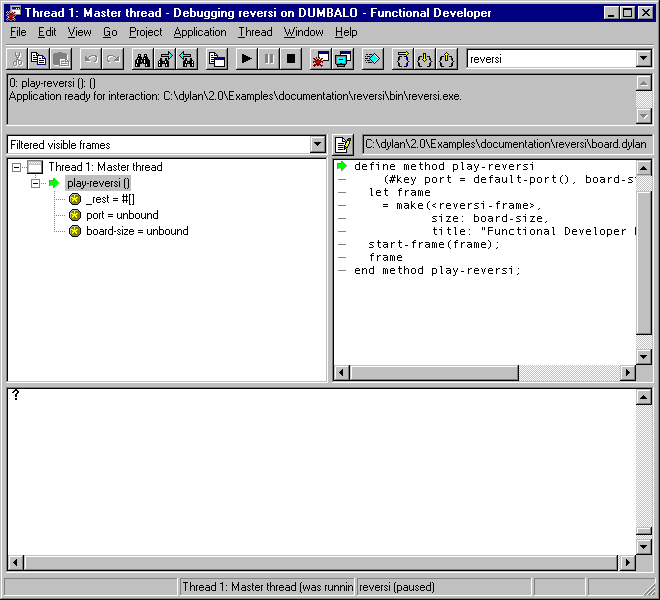 Thread 1: Master thread - Debugging reversi on DUMBALO - Functional Developer
File Edit View Go Project Application Thread Window Help
reversi
0: play-reversi (): ()
Application ready for interaction: C:\dylan\2.0\Examples\documentation\reversi\bin\reversi.exe.
Filtered visible frames
C:\dylan\2.0\Examples\documentation\reversi\board.dylan
Thread 1: Master thread
play-reversi ()
_rest = #[]
port = unbound
board-size = unbound
define method play-reversi
(#key port = default-port(), board-s
let frame
= make(<reversi-frame>,
size: board-size,
title: "Functional Developer
start-frame(frame);
frame
end method play-reversi;
?
Thread 1: Master thread (was runnin
reversi (paused)